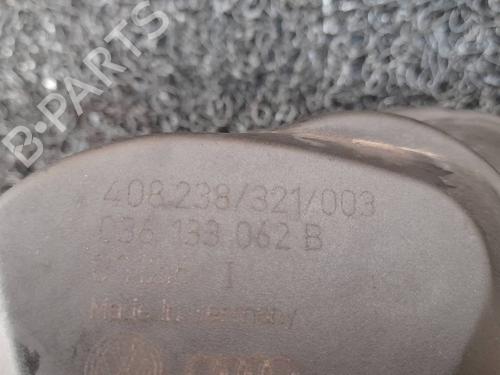 B-PARTS
408.238/321/003
036 133 062 B
I
Made in Germany